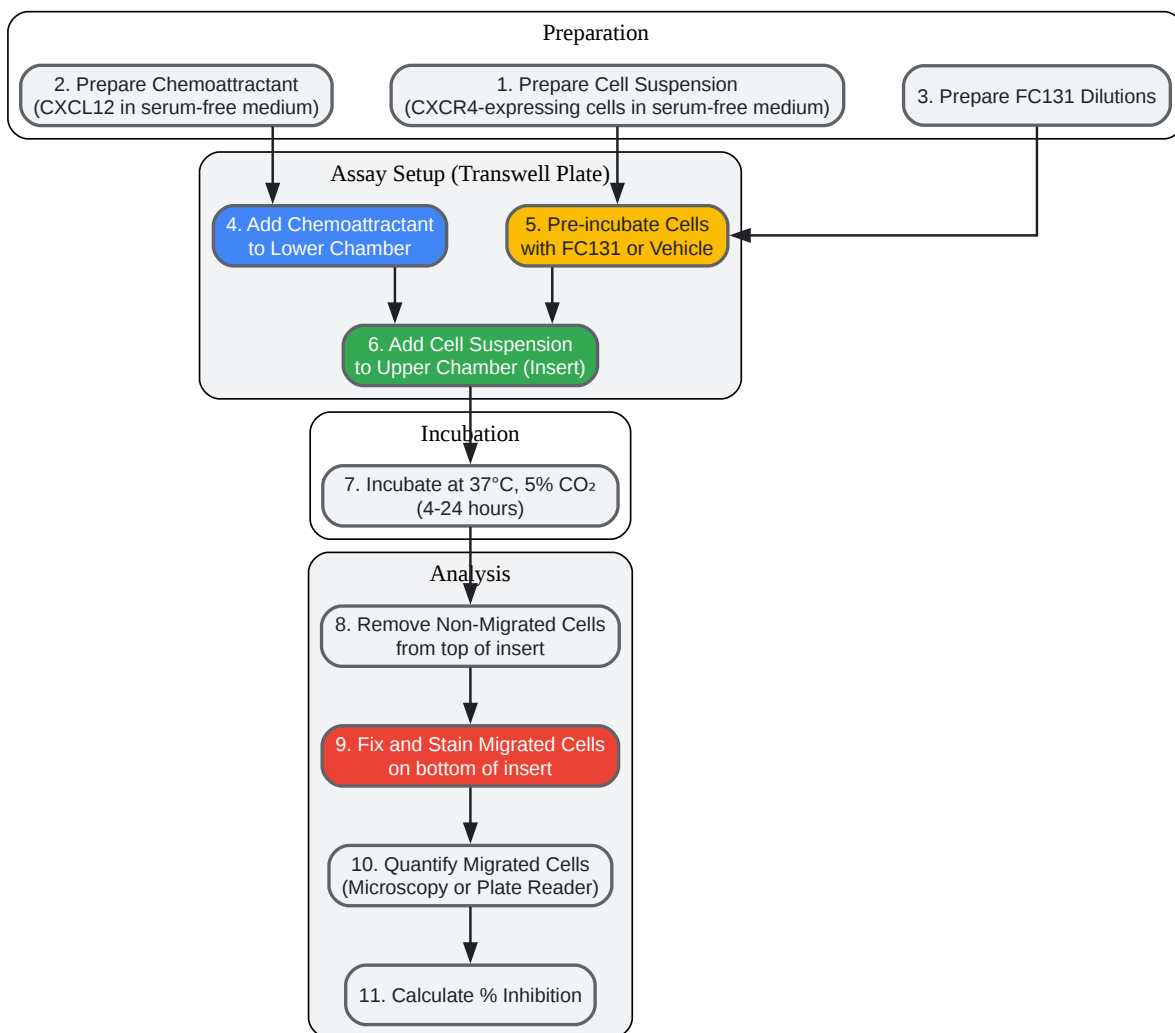 Preparation
2. Prepare Chemoattractant
(CXCL12 in serum-free medium)
1. Prepare Cell Suspension
(CXCR4-expressing cells in serum-free medium)
3. Prepare FC131 Dilutions
Assay Setup (Transwell Plate)
4. Add Chemoattractant
to Lower Chamber
5. Pre-incubate Cells
with FC131 or Vehicle
6. Add Cell Suspension
to Upper Chamber (Insert)
Incubation
7. Incubate at 37°C, 5% CO₂
(4-24 hours)
Analysis
8. Remove Non-Migrated Cells
from top of insert
9. Fix and Stain Migrated Cells
on bottom of insert
10. Quantify Migrated Cells
(Microscopy or Plate Reader)
11. Calculate % Inhibition